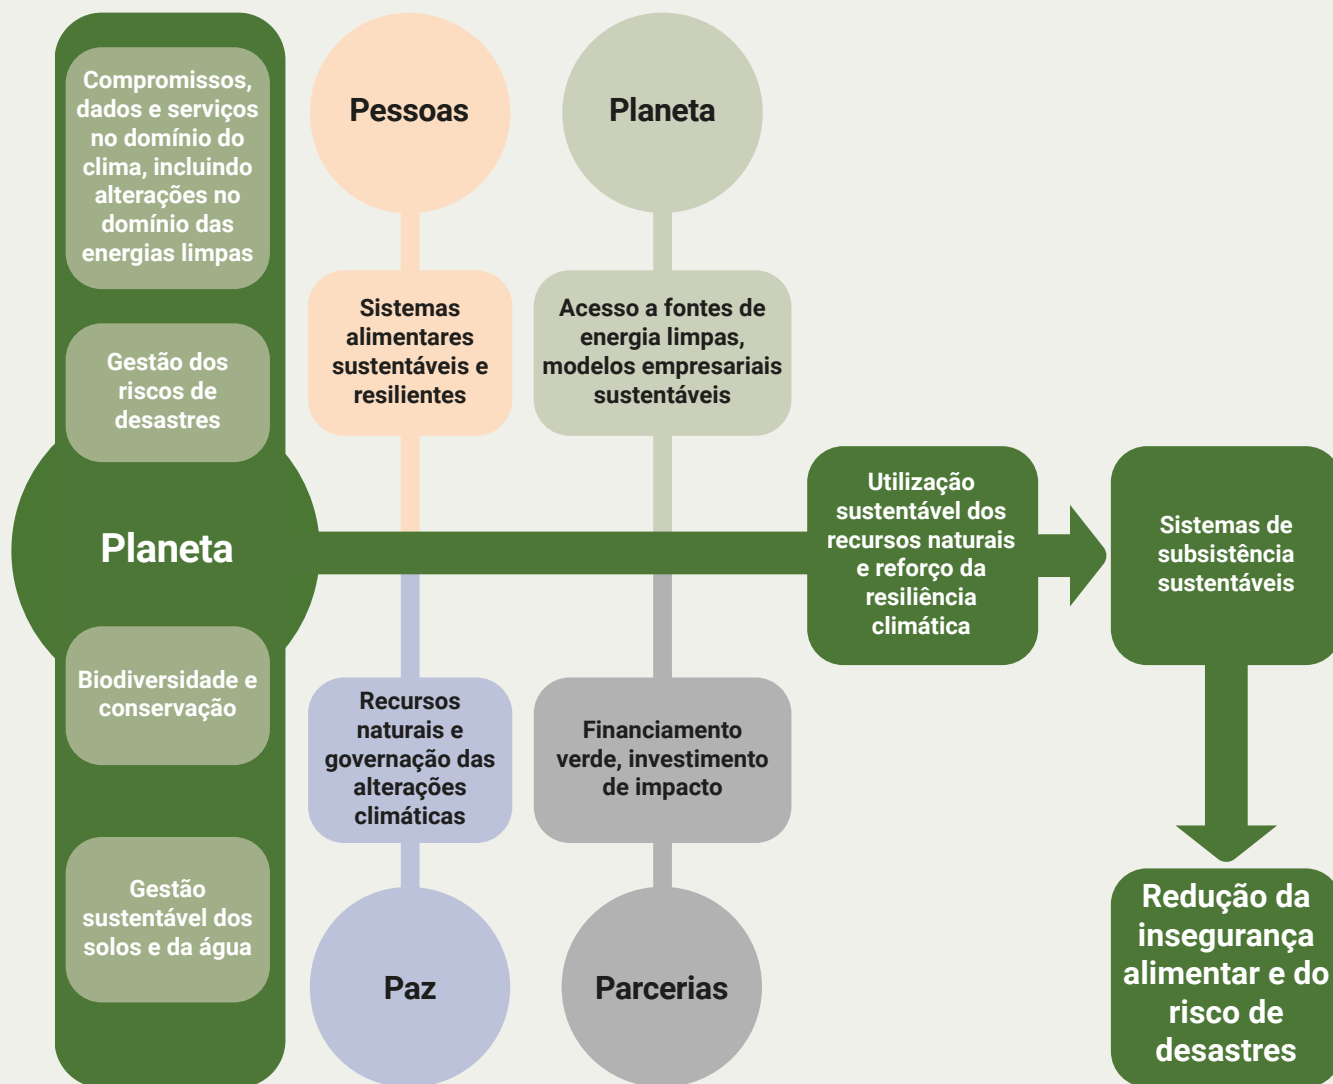 Compromissos,
dados e serviços
no domínio do
clima, incluindo
alterações no
domínio das
energias limpas
Gestão dos
riscos de
desastres
Planeta
Biodiversidade e
conservação
Gestão
sustentável dos
solos e da água
Pessoas
Sistemas
alimentares
sustentáveis e
resilientes
Recursos
naturais e
governação das
alterações
climáticas
Paz
Planeta
Acesso a fontes de
energia limpas,
modelos empresariais
sustentáveis
Financiamento
verde, investimento
de impacto
Parcerias
Utilização
sustentável dos
recursos naturais
e reforço da
resiliência
climática
Sistemas de
subsistência
sustentáveis
Redução da
insegurança
alimentar e do
risco de
desastres